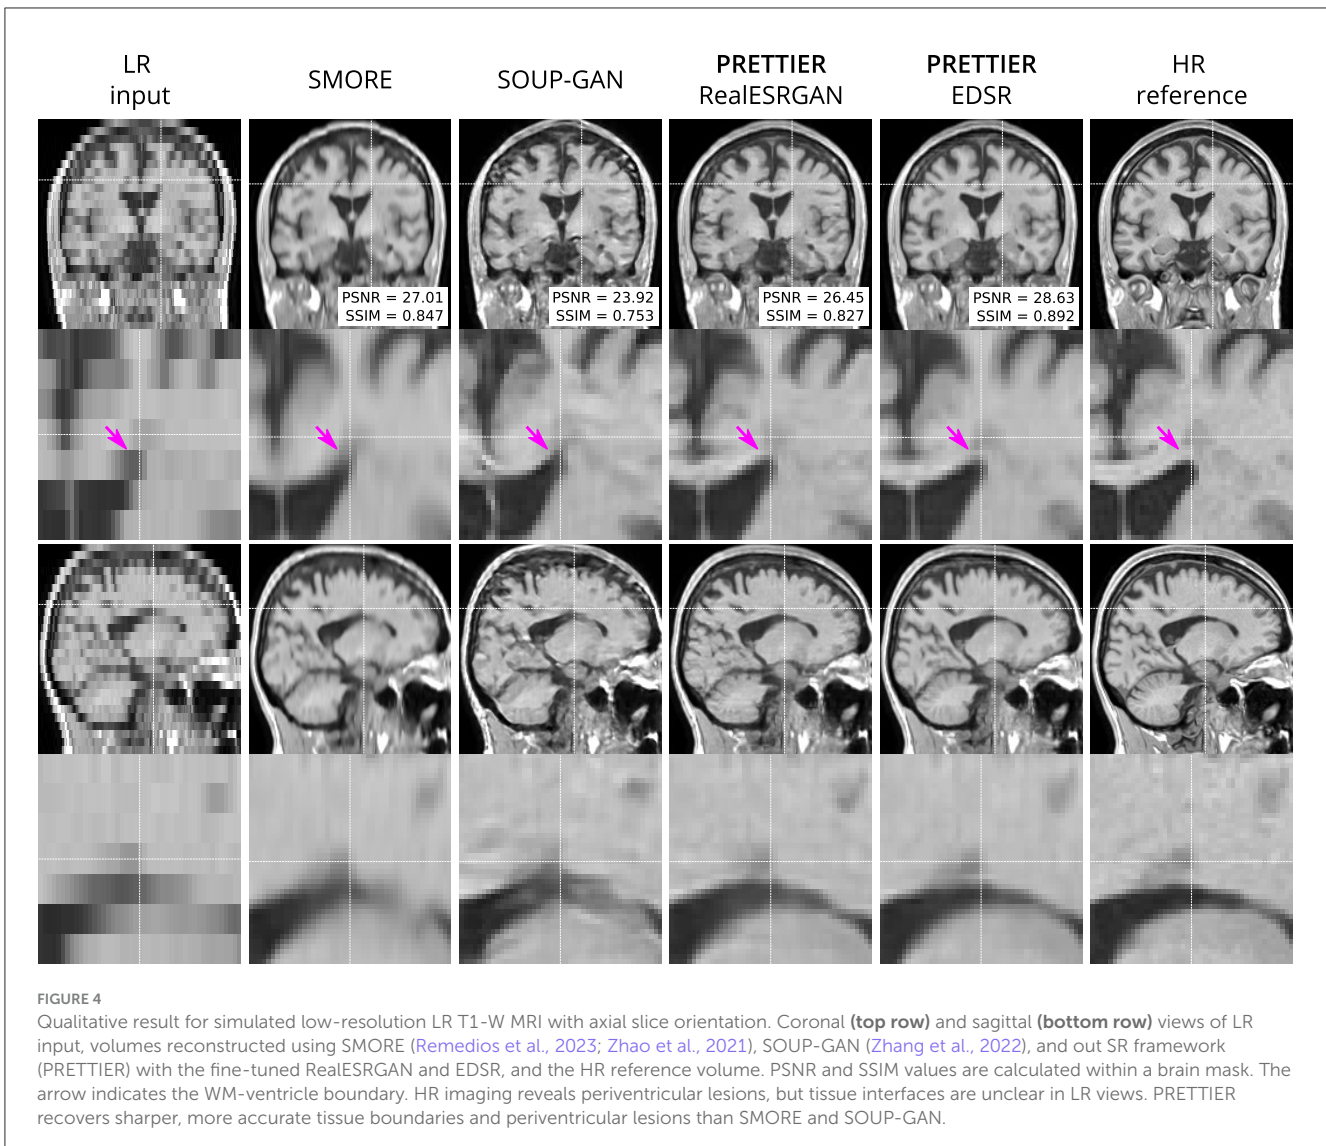 LR
input
SMORE
SOUP-GAN
PRETTIER
RealESRGAN
PRETTIER
EDSR
HR
reference
PSNR = 27.01
SSIM = 0.847
PSNR = 23.92
SSIM = 0.753
PSNR = 26.45
SSIM = 0.827
PSNR = 28.63
SSIM = 0.892
FIGURE 4
Qualitative result for simulated low-resolution LR T1-W MRI with axial slice orientation. Coronal (top row) and sagittal (bottom row) views of LR
input, volumes reconstructed using SMORE (Remedios et al., 2023; Zhao et al., 2021), SOUP-GAN (Zhang et al., 2022), and out SR framework
(PRETTIER) with the fine-tuned RealESRGAN and EDSR, and the HR reference volume. PSNR and SSIM values are calculated within a brain mask. The
arrow indicates the WM-ventricle boundary. HR imaging reveals periventricular lesions, but tissue interfaces are unclear in LR views. PRETTIER
recovers sharper, more accurate tissue boundaries and periventricular lesions than SMORE and SOUP-GAN.